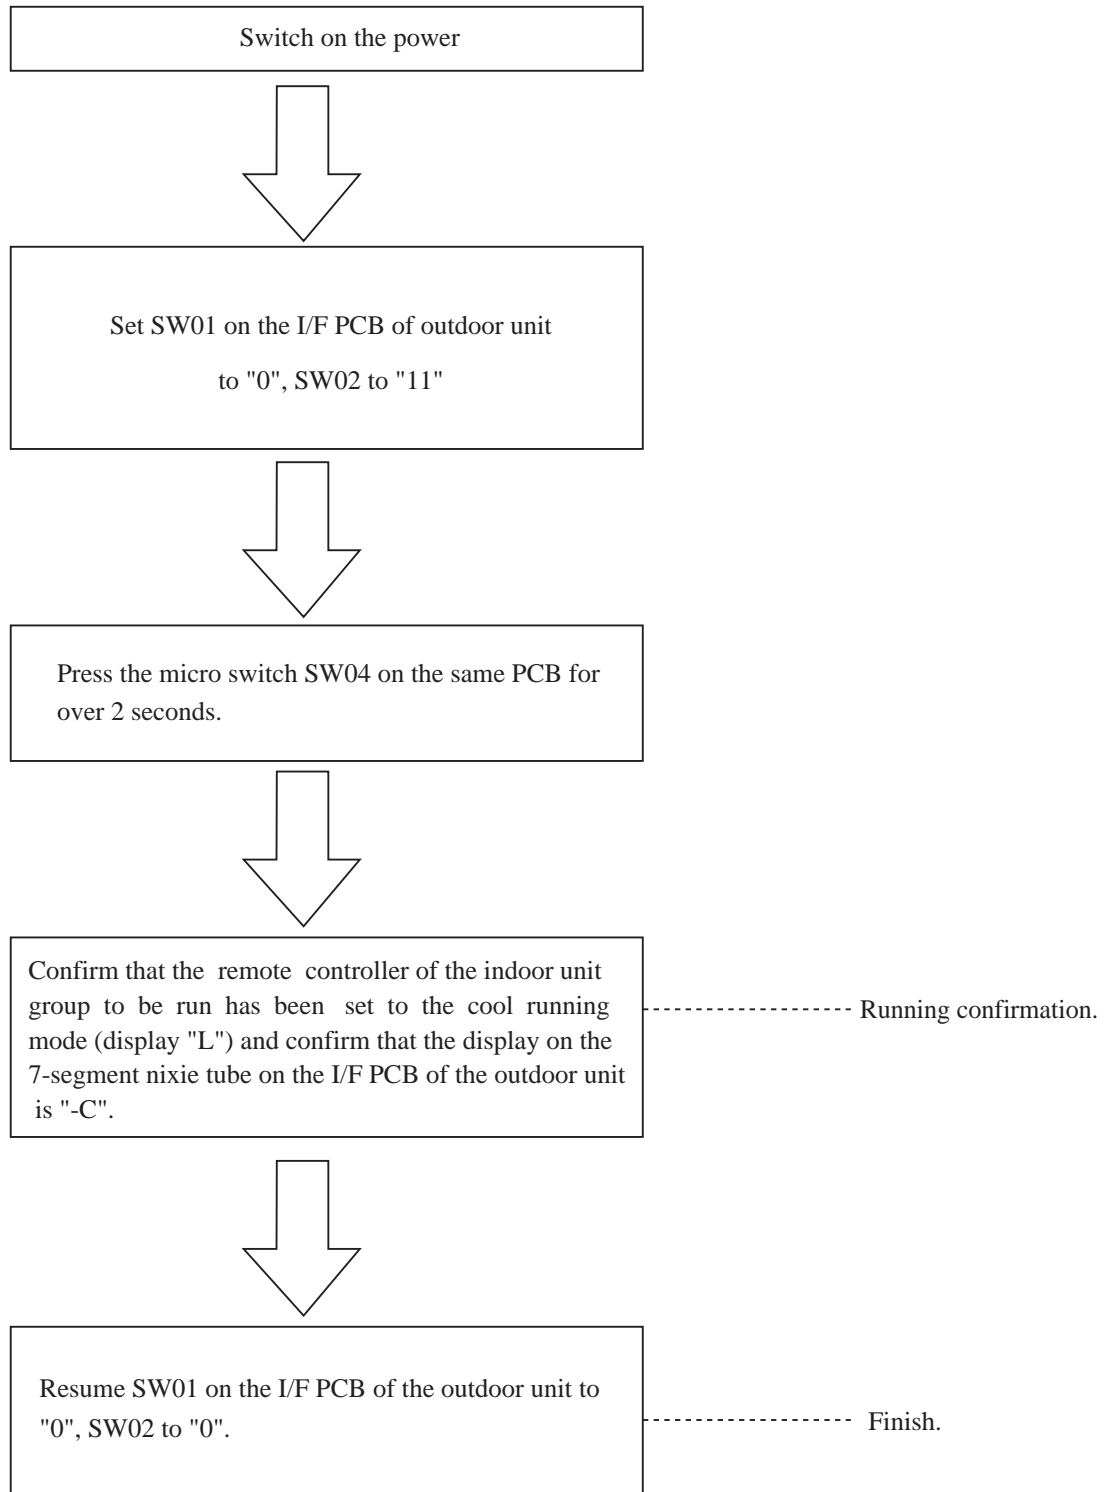 Switch on the power
Set SW01 on the I/F PCB of outdoor unit
to "0", SW02 to "11"
Press the micro switch SW04 on the same PCB for
over 2 seconds.
Confirm that the remote controller of the indoor unit
group to be run has been set to the cool running
mode (display "L") and confirm that the display on the
7-segment nixie tube on the I/F PCB of the outdoor unit
is "-C".
Running confirmation.
Resume SW01 on the I/F PCB of the outdoor unit to
"0", SW02 to "0".
Finish.